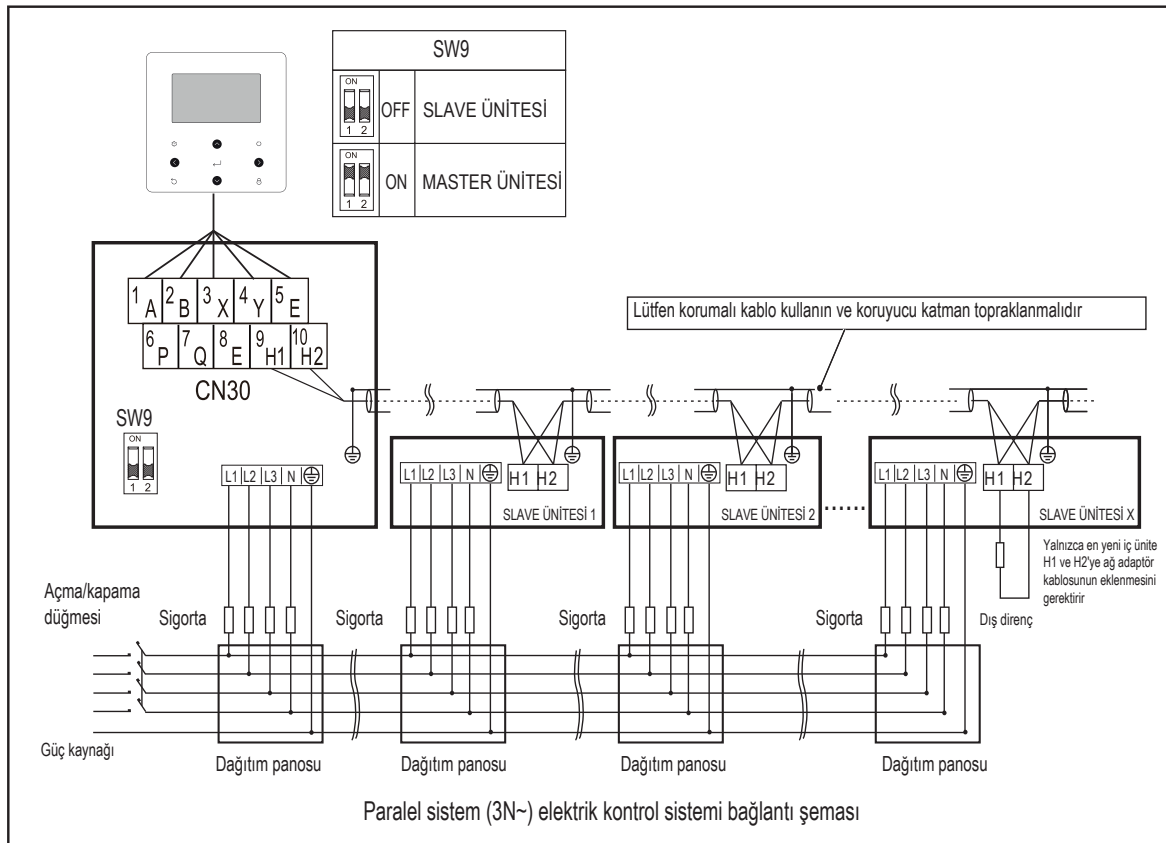 SW9
ON
1 2
OFF
SLAVE ÜNİTESİ
ON
1 2
ON
MASTER ÜNİTESİ
1 A 2 B 3 X 4 Y 5 E
6 P 7 Q 8 E 9 H1 10 H2
CN30
SW9
ON
1 2
Lütfen korumalı kablo kullanın ve koruyucu katman topraklanmalıdır
L1 L2 L3 N
L1 L2 L3 N
H1 H2
SLAVE ÜNİTESİ 1
L1 L2 L3 N
H1 H2
SLAVE ÜNİTESİ 2
......
L1 L2 L3 N
H1 H2
SLAVE ÜNİTESİ X
Yalnızca en yeni iç ünite
H1 ve H2'ye ağ adaptör
kablosunun eklenmesini
gerektirir
Dış direnç
Açma/kapama
düğmesi
Sigorta
Sigorta
Sigorta
Sigorta
Güç kaynağı
Dağıtım panosu
Dağıtım panosu
Dağıtım panosu
Dağıtım panosu
Paralel sistem (3N~) elektrik kontrol sistemi bağlantı şeması